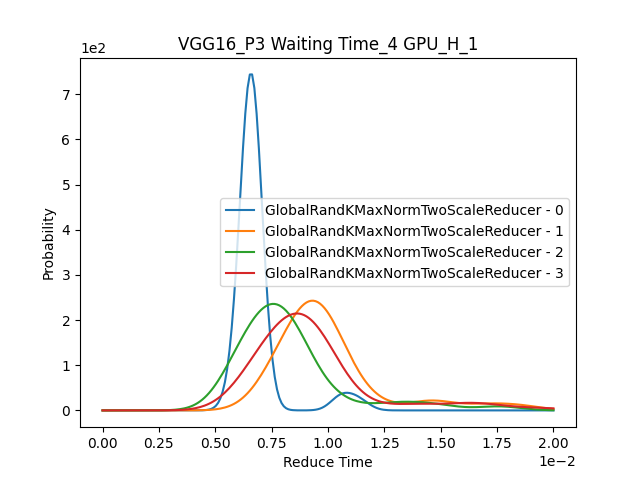 VGG16_P3 Waiting Time_4 GPU_H_1
1e2
7
6
5
4
3
2
1
0
Probability
GlobalRandKMaxNormTwoScaleReducer - 0
GlobalRandKMaxNormTwoScaleReducer - 1
GlobalRandKMaxNormTwoScaleReducer - 2
GlobalRandKMaxNormTwoScaleReducer - 3
0.00 0.25 0.50 0.75 1.00 1.25 1.50 1.75 2.00
Reduce Time
1e−2